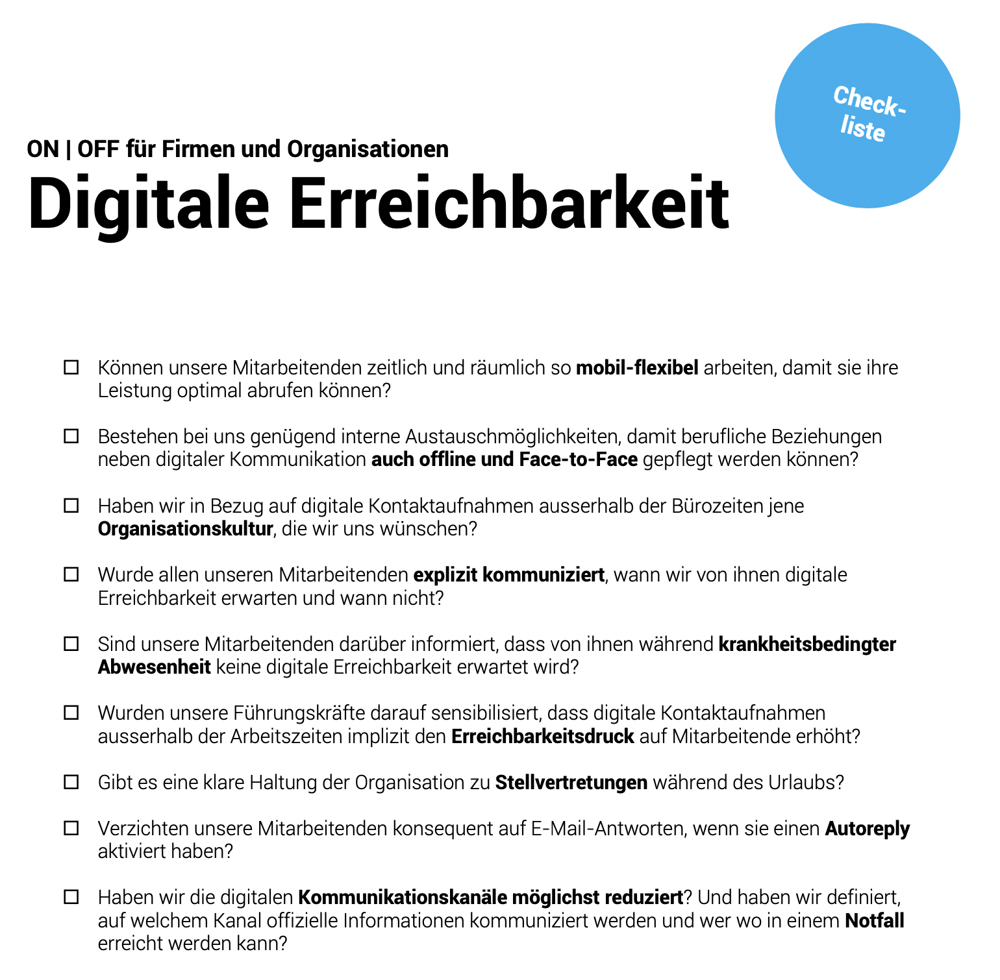 Check-
liste
ON | OFF für Firmen und Organisationen
Digitale Erreichbarkeit
Können unsere Mitarbeitenden zeitlich und räumlich so mobil-flexibel arbeiten, damit sie ihre
Leistung optimal abrufen können?
Bestehen bei uns genügend interne Austauschmöglichkeiten, damit berufliche Beziehungen
neben digitaler Kommunikation auch offline und Face-to-Face gepflegt werden können?
Haben wir in Bezug auf digitale Kontaktaufnahmen ausserhalb der Bürozeiten jene
Organisationskultur, die wir uns wünschen?
Wurde allen unseren Mitarbeitenden explizit kommuniziert, wann wir von ihnen digitale
Erreichbarkeit erwarten und wann nicht?
Sind unsere Mitarbeitenden darüber informiert, dass von ihnen während krankheitsbedingter
Abwesenheit keine digitale Erreichbarkeit erwartet wird?
Wurden unsere Führungskräfte darauf sensibilisiert, dass digitale Kontaktaufnahmen
ausserhalb der Arbeitszeiten implizit den Erreichbarkeitsdruck auf Mitarbeitende erhöht?
Gibt es eine klare Haltung der Organisation zu Stellvertretungen während des Urlaubs?
Verzichten unsere Mitarbeitenden konsequent auf E-Mail-Antworten, wenn sie einen Autoreply
aktiviert haben?
Haben wir die digitalen Kommunikationskanäle möglichst reduziert? Und haben wir definiert,
auf welchem Kanal offizielle Informationen kommuniziert werden und wer wo in einem Notfall
erreicht werden kann?